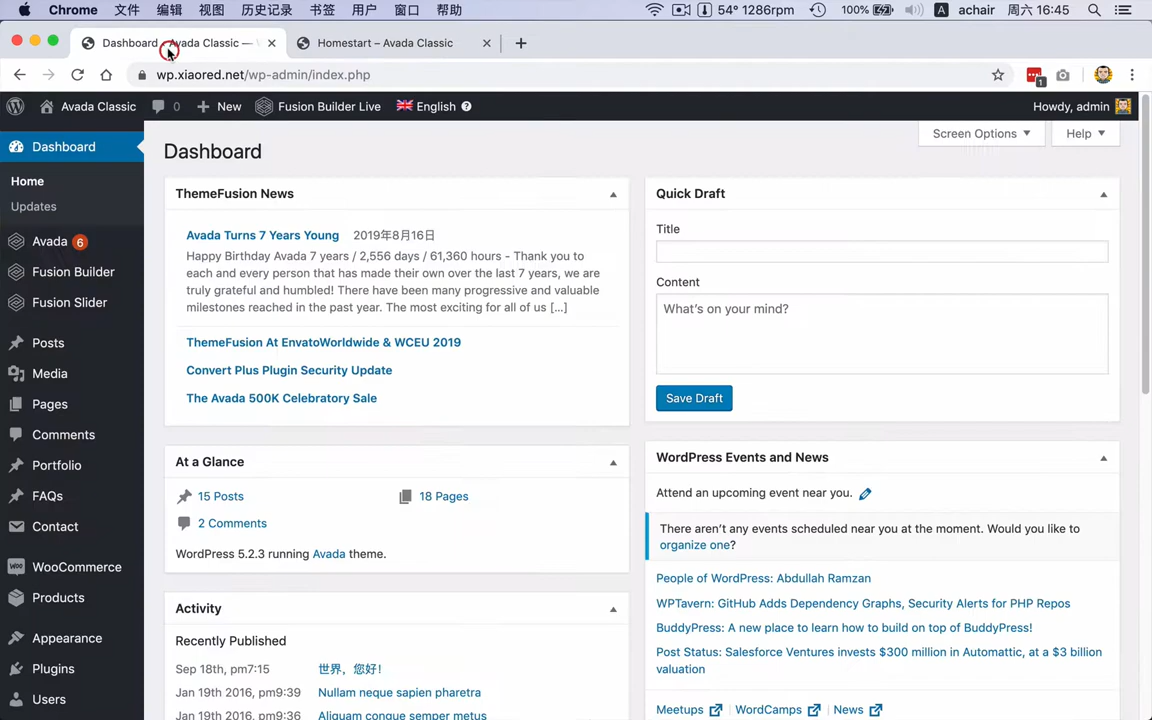 Chrome 文件 编辑 视图 历史记录 书签 用户 窗口 帮助 54° 1286rpm 100% A achair 周六 16:45
Dashboard ‹ Avada Classic —
Homestart – Avada Classic
wp.xiaored.net/wp-admin/index.php
1
Avada Classic 0 New Fusion Builder Live English Howdy, admin
Screen Options Help
Dashboard
Home
Updates
Avada 6
Fusion Builder
Fusion Slider
Posts
Media
Pages
Comments
Portfolio
FAQs
Contact
WooCommerce
Products
Appearance
Plugins
Users
Dashboard
ThemeFusion News
Avada Turns 7 Years Young 2019年8月16日
Happy Birthday Avada 7 years / 2,556 days / 61,360 hours - Thank you to
each and every person that has made their own over the last 7 years, we are
truly grateful and humbled! There have been many progressive and valuable
milestones reached in the past year. The most exciting for all of us […]
ThemeFusion At EnvatoWorldwide & WCEU 2019
Convert Plus Plugin Security Update
The Avada 500K Celebratory Sale
At a Glance
15 Posts 18 Pages
2 Comments
WordPress 5.2.3 running Avada theme.
Activity
Recently Published
Sep 18th, pm7:15 世界，您好！
Jan 19th 2016, pm9:39 Nullam neque sapien pharetra
Jan 19th 2016, pm9:36 Aliquam congue semper metus
Quick Draft
Title
Content
What's on your mind?
Save Draft
WordPress Events and News
Attend an upcoming event near you.
There aren't any events scheduled near you at the moment. Would you like to
organize one?
People of WordPress: Abdullah Ramzan
WPTavern: GitHub Adds Dependency Graphs, Security Alerts for PHP Repos
BuddyPress: A new place to learn how to build on top of BuddyPress!
Post Status: Salesforce Ventures invests $300 million in Automattic, at a $3 billion
valuation
Meetups WordCamps News